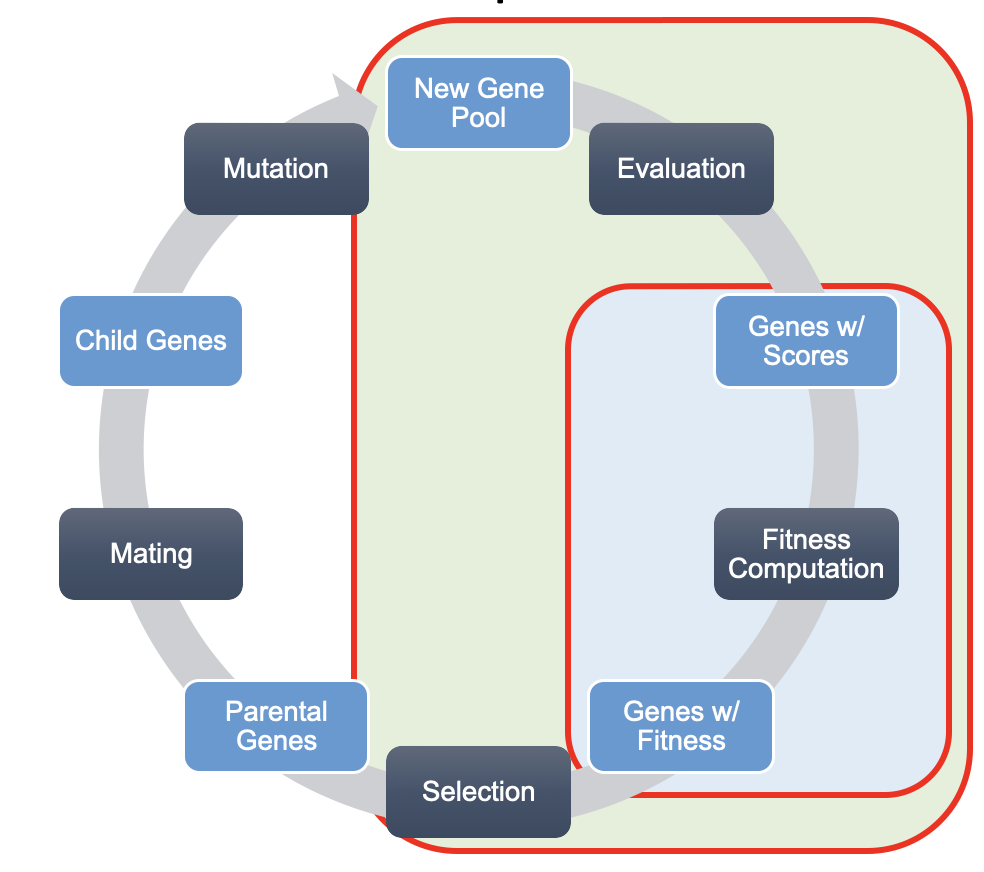 New Gene
Pool
Mutation
Evaluation
Child Genes
Genes w/
Scores
Mating
Fitness
Computation
Parental
Genes
Genes w/
Fitness
Selection